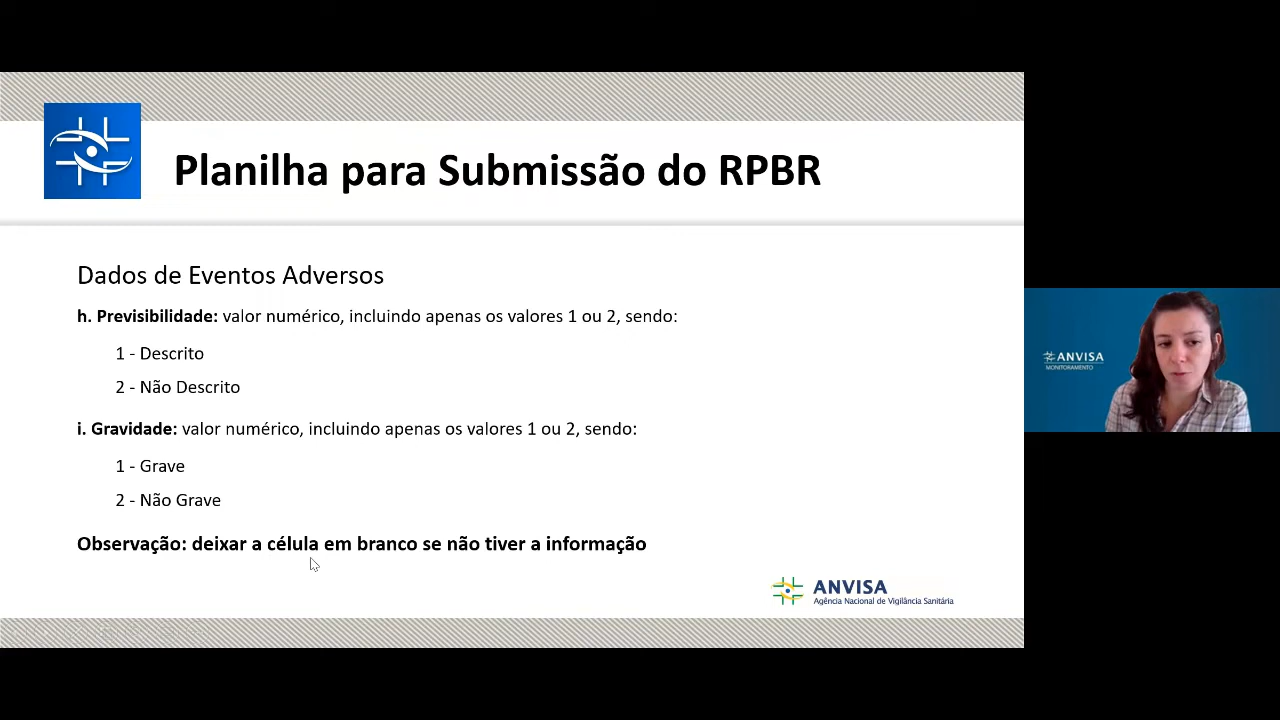 Planilha para Submissão do RPBR
Dados de Eventos Adversos
h. Previsibilidade: valor numérico, incluindo apenas os valores 1 ou 2, sendo:
1 - Descrito
2 - Não Descrito
i. Gravidade: valor numérico, incluindo apenas os valores 1 ou 2, sendo:
1 - Grave
2 - Não Grave
Observação: deixar a célula em branco se não tiver a informação
ANVISA
Agência Nacional de Vigilância Sanitária
ANVISA
MONITORAMENTO